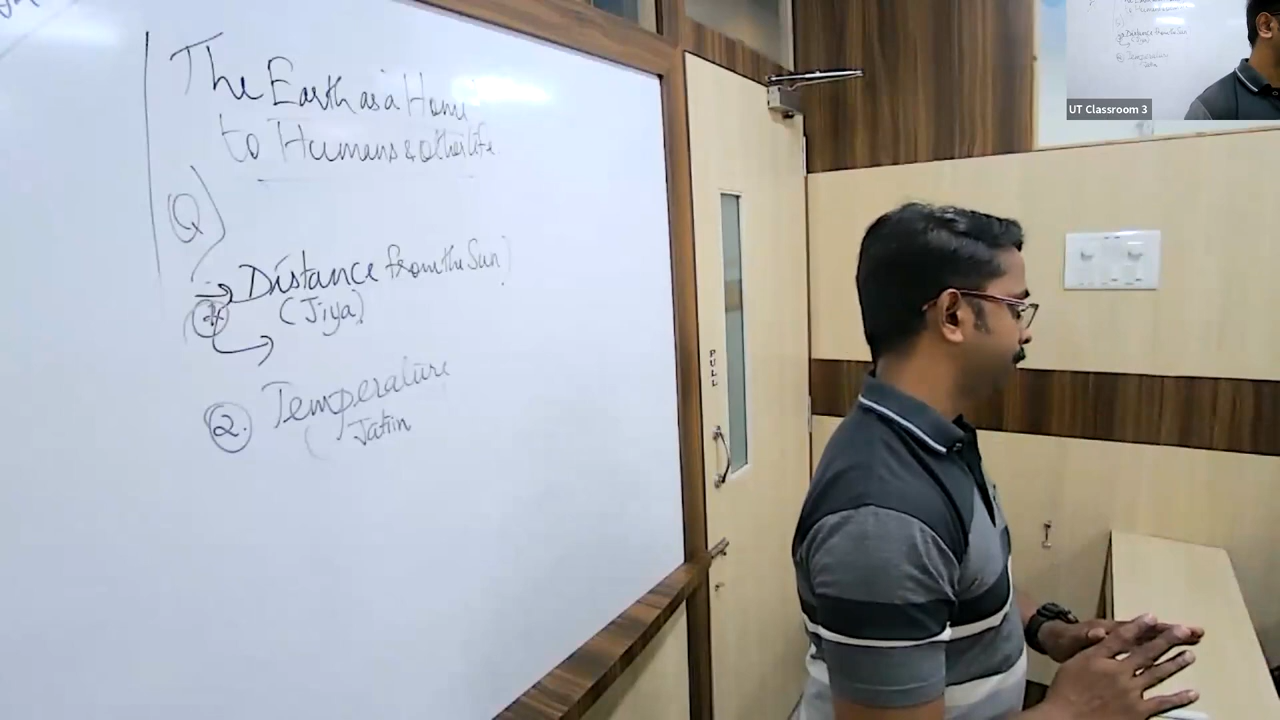 The Earth as a Home
to Humans & other life
Q)
Distance from the Sun)
(Jiya)
2. Temperature
(Jatin
PULL
UT Classroom 3